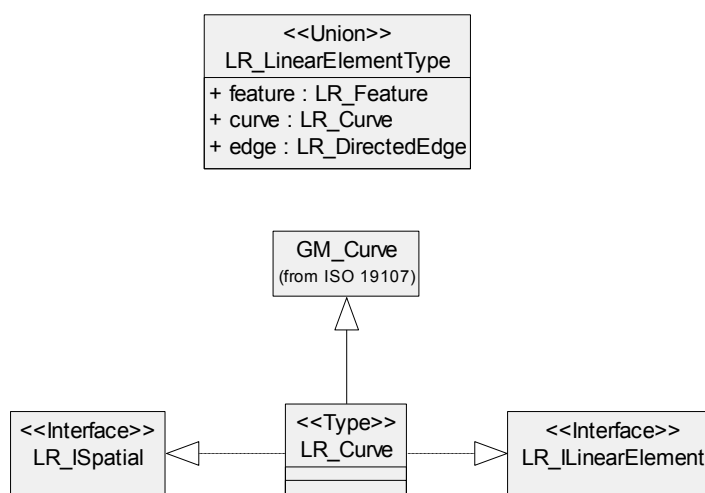 <<Union>>
LR_LinearElementType
+ feature : LR_Feature
+ curve : LR_Curve
+ edge : LR_DirectedEdge
GM_Curve
(from ISO 19107)
<<Interface>>
LR_ISpatial
<<Type>>
LR_Curve
<<Interface>>
LR_ILinearElement